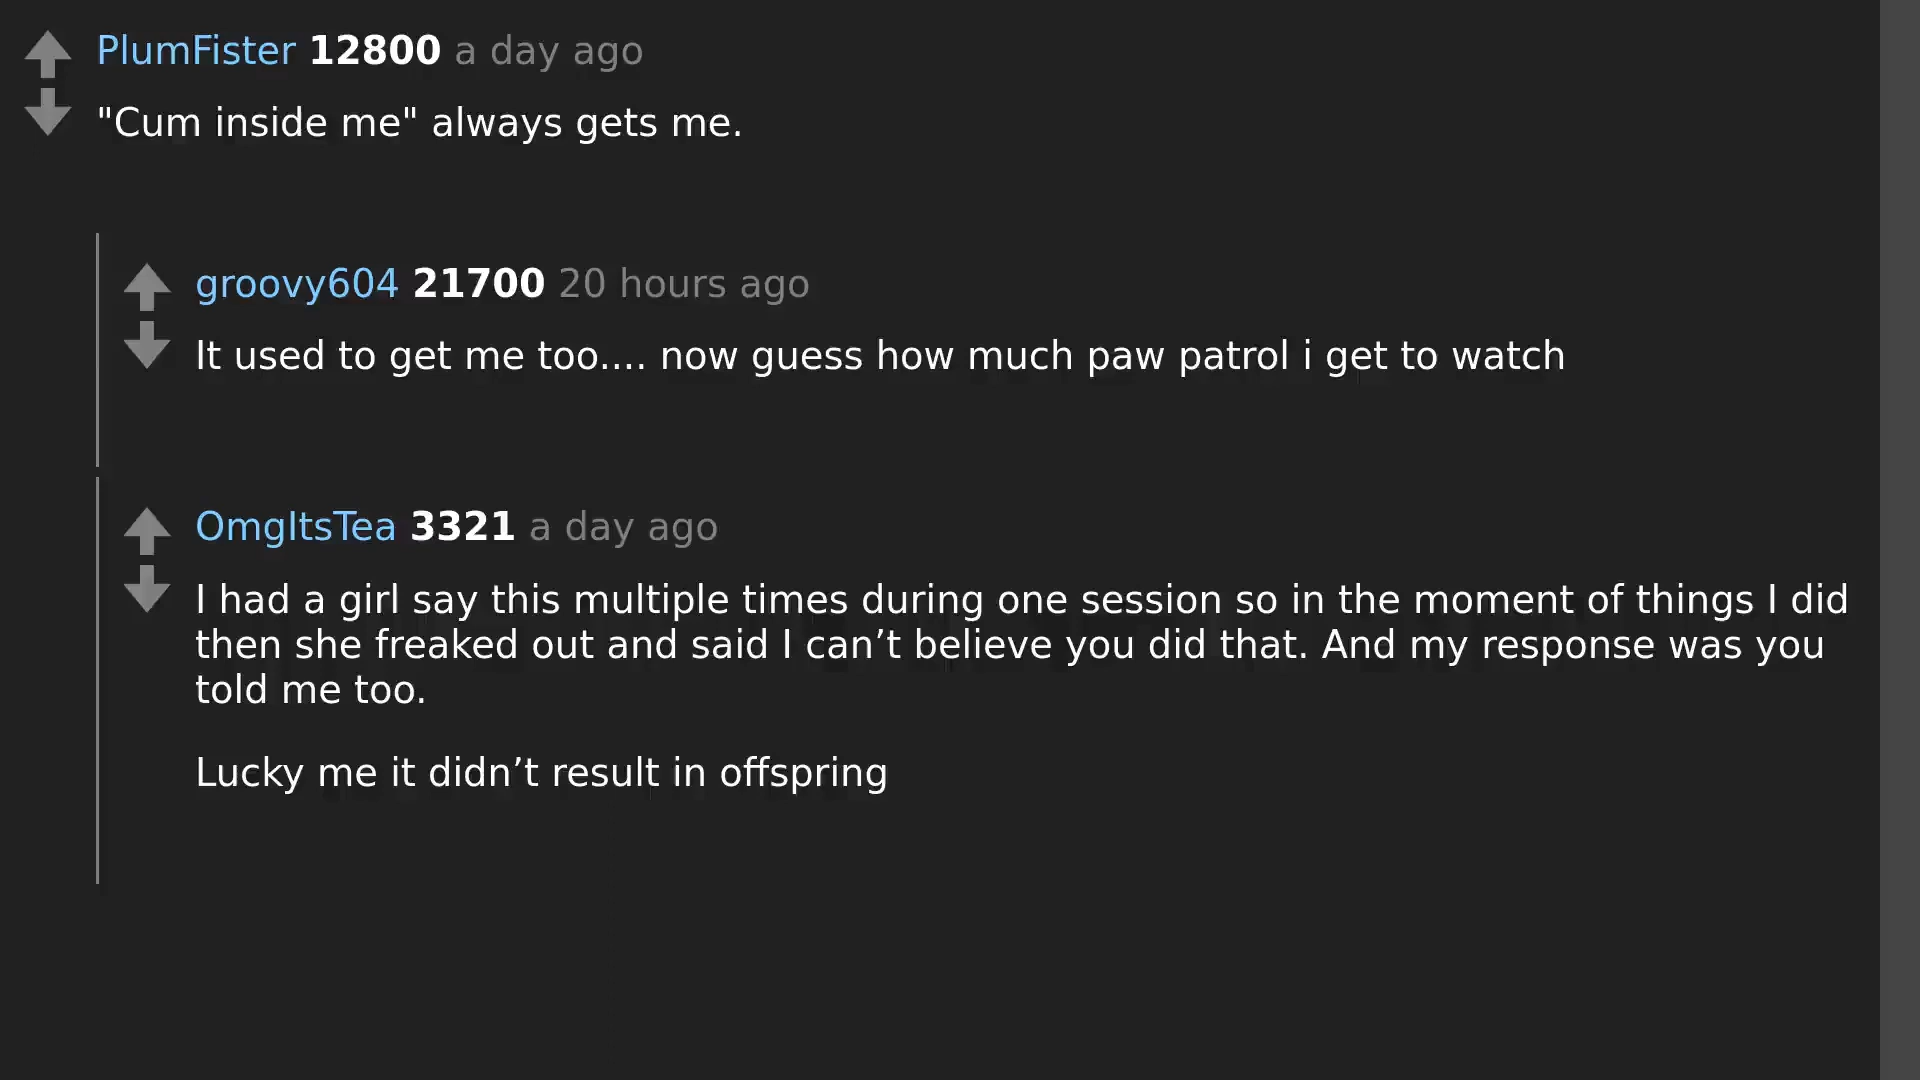 PlumFister 12800 a day ago
"Cum inside me" always gets me.
groovy604 21700 20 hours ago
It used to get me too.... now guess how much paw patrol i get to watch
OmgItsTea 3321 a day ago
I had a girl say this multiple times during one session so in the moment of things I did
then she freaked out and said I can’t believe you did that. And my response was you
told me too.
Lucky me it didn’t result in offspring